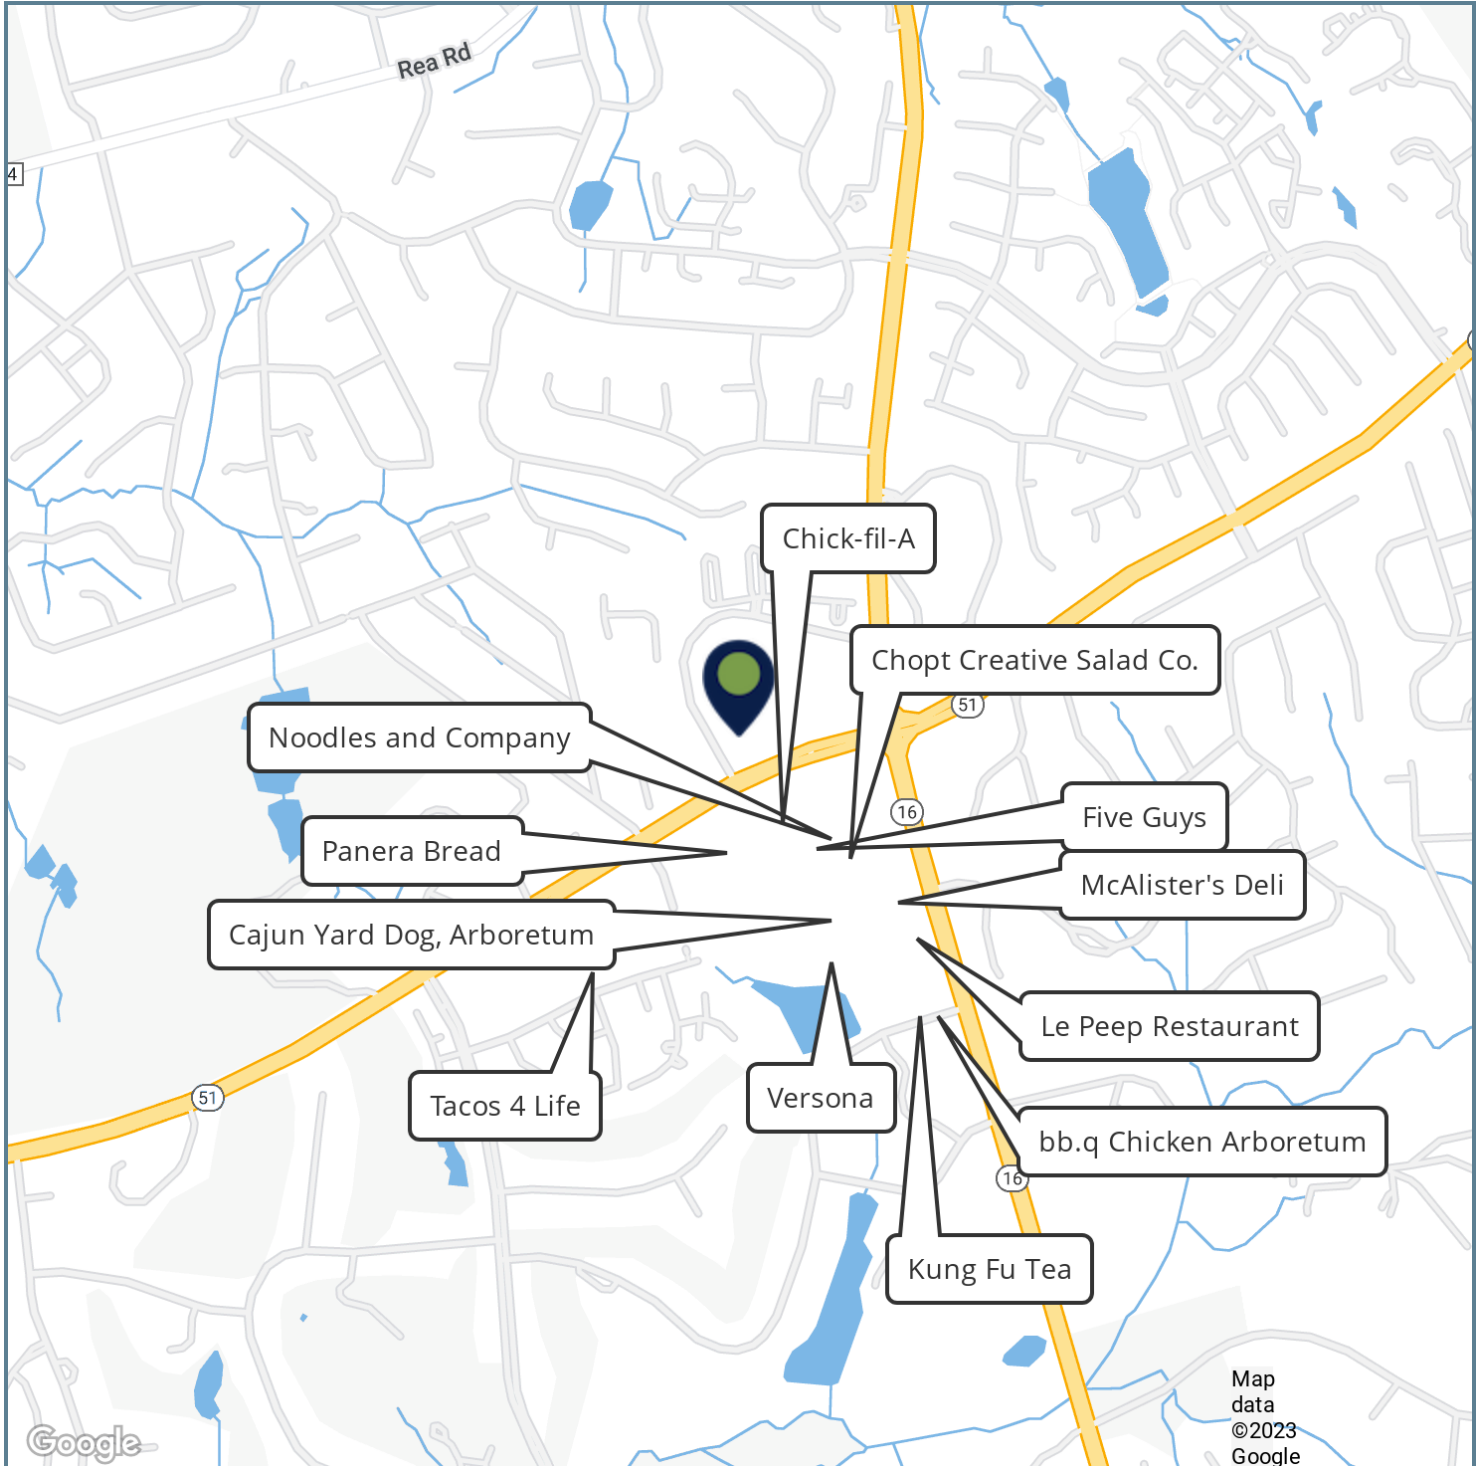 Rea Rd
4
Chick-fil-A
Chopt Creative Salad Co.
51
Noodles and Company
16
Five Guys
Panera Bread
McAlister's Deli
Cajun Yard Dog, Arboretum
Le Peep Restaurant
51
Tacos 4 Life
Versona
bb.q Chicken Arboretum
16
Kung Fu Tea
Map
data
©2023
Google
Google